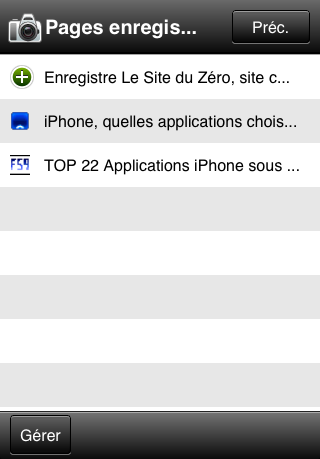 Pages enregis...
Préc.
Enregistre Le Site du Zéro, site c...
iPhone, quelles applications chois...
FS9
TOP 22 Applications iPhone sous ...
Gérer